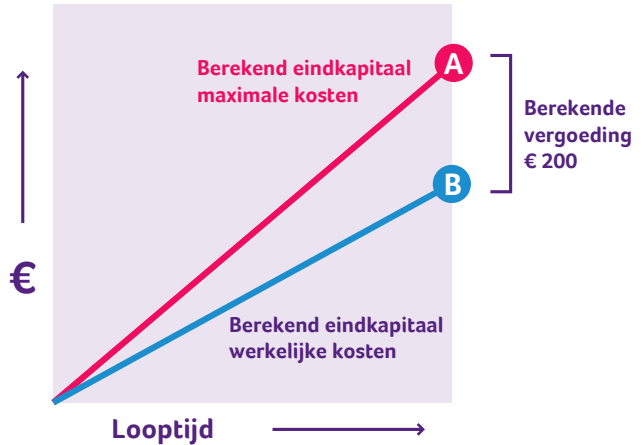 A
Berekend eindkapitaal
maximale kosten
Berekende
vergoeding
€ 200
B
€
Berekend eindkapitaal
werkelijke kosten
Looptijd